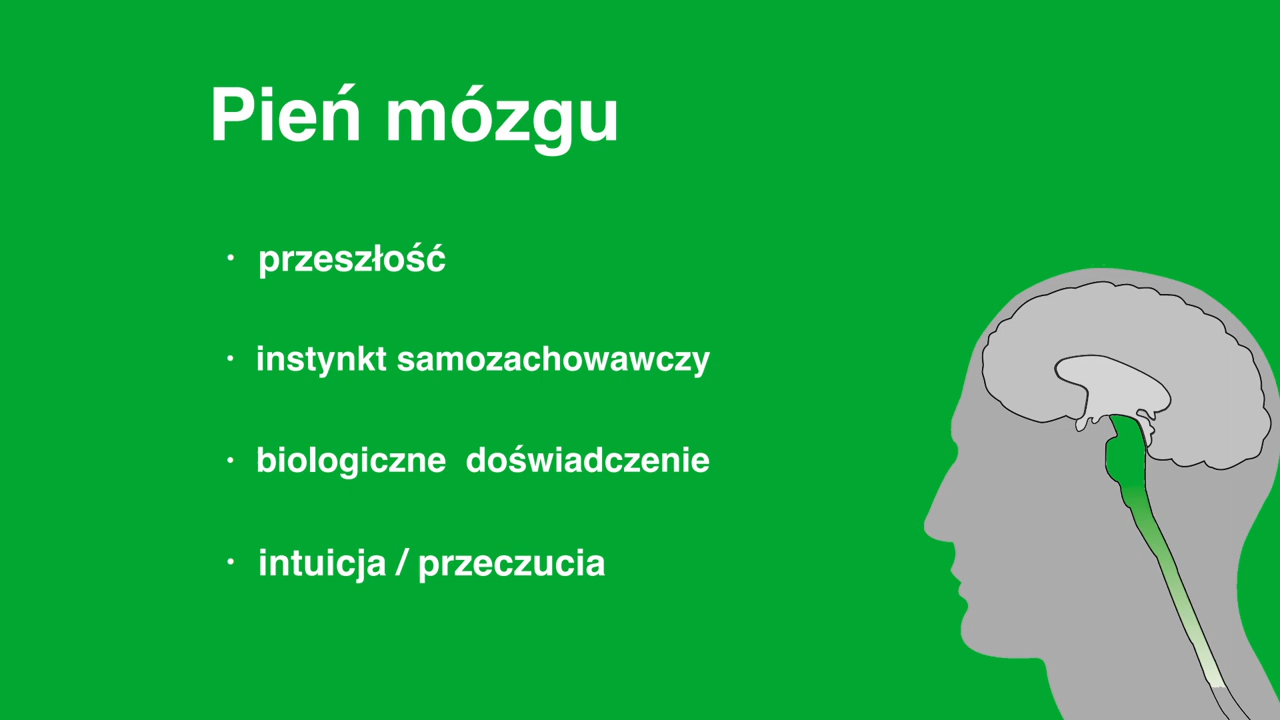 Pień mózgu
· przeszłość
· instynkt samozachowawczy
· biologiczne doświadczenie
· intuicja / przeczucia